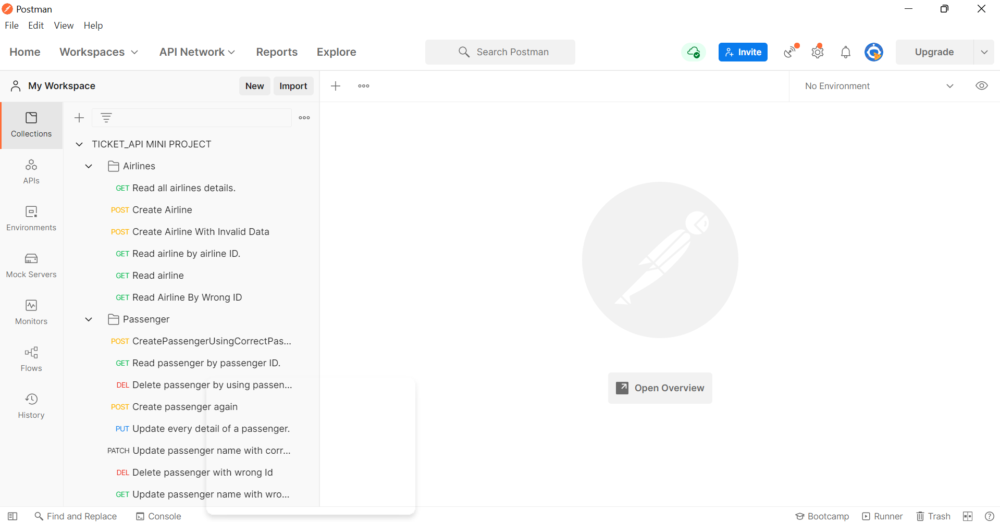 Postman
File Edit View Help
Home Workspaces API Network Reports Explore Search Postman Invite Upgrade
My Workspace New Import No Environment
Collections
APIs
Environments
Mock Servers
Monitors
Flows
History
TICKET_API MINI PROJECT
Airlines
GET Read all airlines details.
POST Create Airline
POST Create Airline With Invalid Data
GET Read airline by airline ID.
GET Read airline
GET Read Airline By Wrong ID
Passenger
POST CreatePassengerUsingCorrectPas...
GET Read passenger by passenger ID.
DEL Delete passenger by using passen...
POST Create passenger again
PUT Update every detail of a passenger.
PATCH Update passenger name with corr...
DEL Delete passenger with wrong Id
GET Update passenger name with wro...
Open Overview
Find and Replace Console Bootcamp Runner Trash